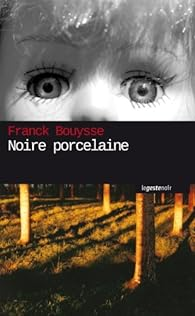 Franck Bouysse
Noire porcelaine
legestenoir